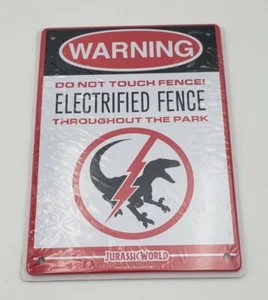 WARNING
DO NOT TOUCH FENCE!
ELECTRIFIED FENCE
THROUGHOUT THE PARK
JURASSIC WORLD